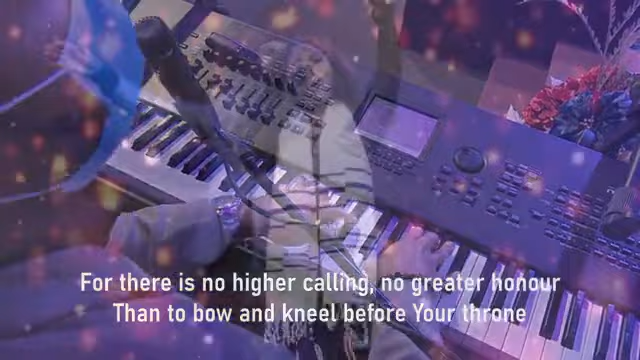 For there is no higher calling, no greater honour
Than to bow and kneel before Your throne